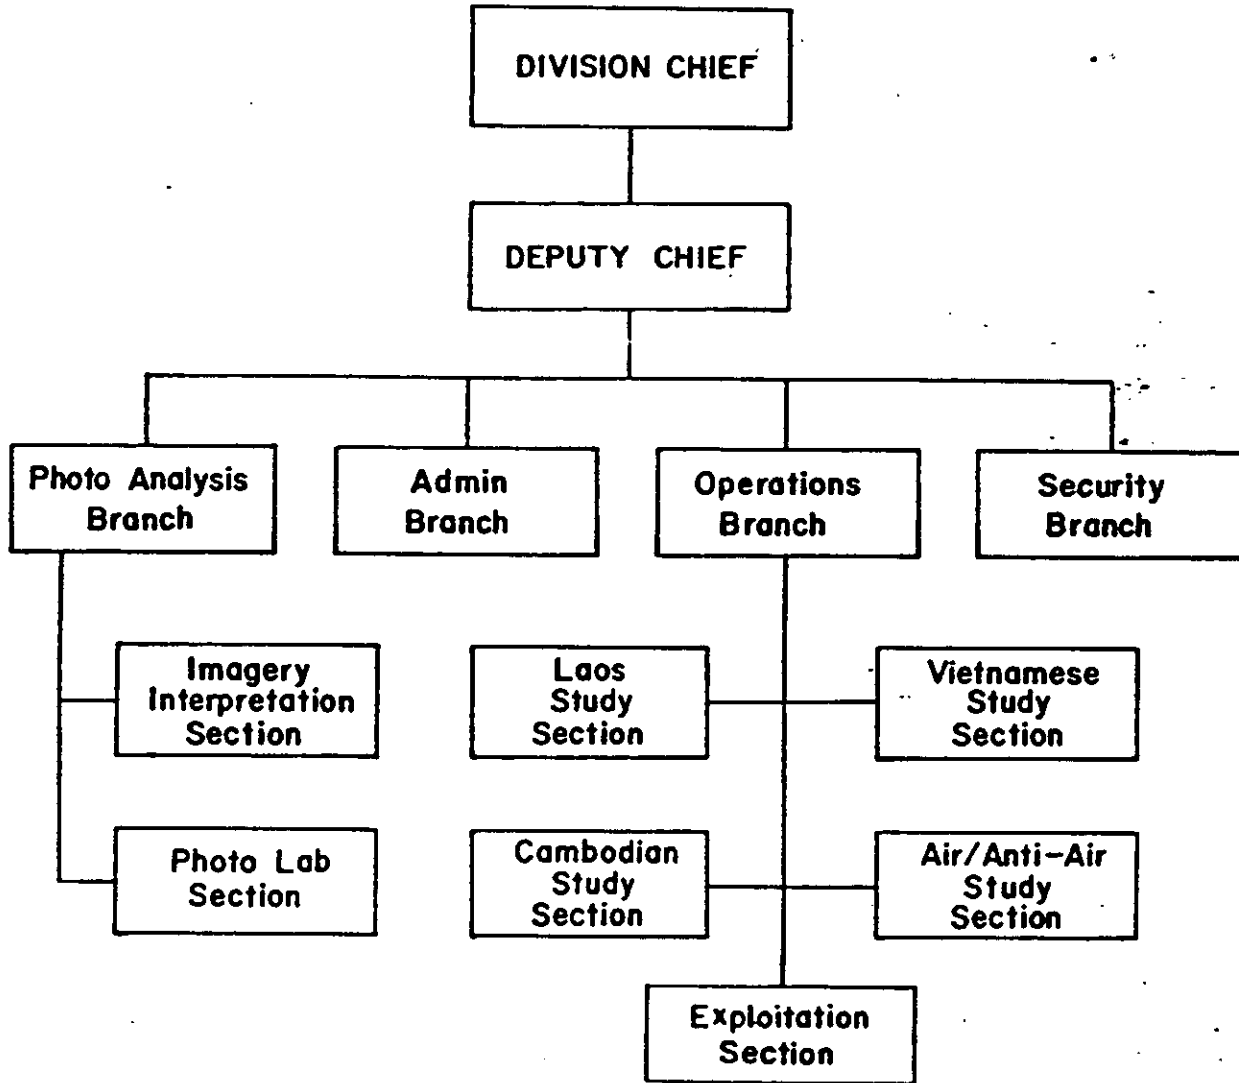 DIVISION CHIEF
DEPUTY CHIEF
Photo Analysis
Branch
Admin
Branch
Operations
Branch
Security
Branch
Imagery
Interpretation
Section
Laos
Study
Section
Vietnamese
Study
Section
Photo Lab
Section
Cambodian
Study
Section
Air/Anti-Air
Study
Section
Exploitation
Section